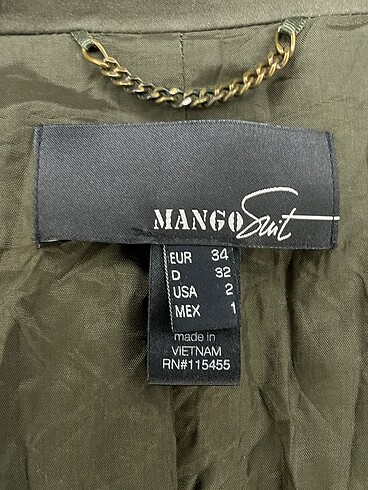 MANGO Suit
EUR 34
D 32
USA 2
MEX 1
made in
VIETNAM
RN#115455